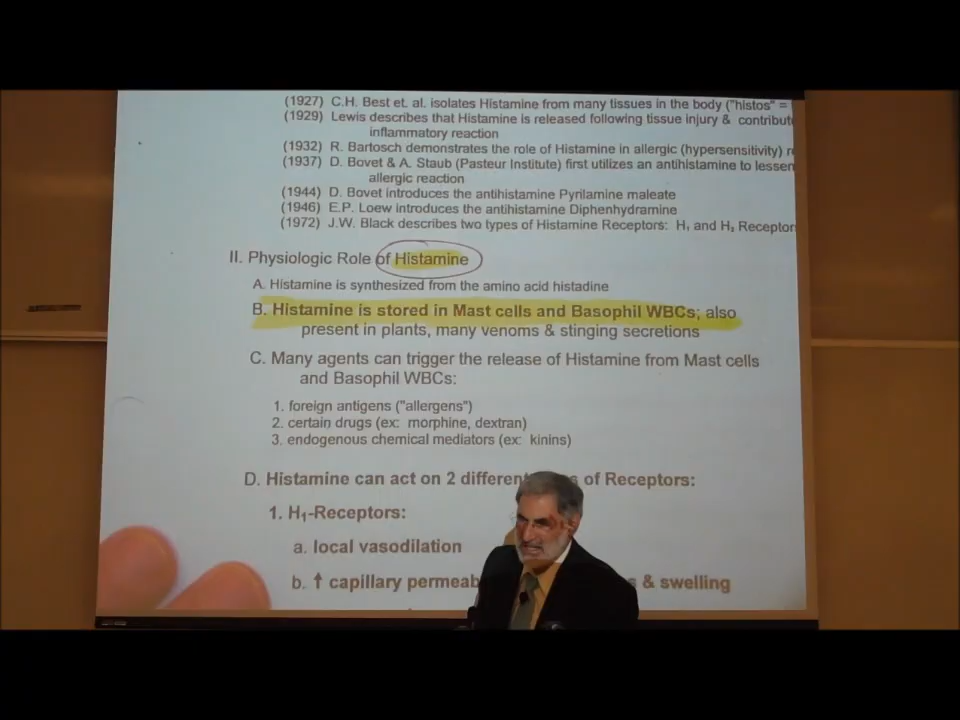 (1927) C.H. Best et. al. isolates Histamine from many tissues in the body ("histos" =
(1929) Lewis describes that Histamine is released following tissue injury & contribut
inflammatory reaction
(1932) R. Bartosch demonstrates the role of Histamine in allergic (hypersensitivity) r
(1937) D. Bovet & A. Staub (Pasteur Institute) first utilizes an antihistamine to lessen
allergic reaction
(1944) D. Bovet introduces the antihistamine Pyrilamine maleate
(1946) E.P. Loew introduces the antihistamine Diphenhydramine
(1972) J.W. Black describes two types of Histamine Receptors: H₁ and H₂ Receptor
II. Physiologic Role of Histamine
A. Histamine is synthesized from the amino acid histadine
B. Histamine is stored in Mast cells and Basophil WBCs; also
present in plants, many venoms & stinging secretions
C. Many agents can trigger the release of Histamine from Mast cells
and Basophil WBCs:
1. foreign antigens ("allergens")
2. certain drugs (ex: morphine, dextran)
3. endogenous chemical mediators (ex: kinins)
D. Histamine can act on 2 differen of Receptors:
1. H₁-Receptors:
a. local vasodilation
b. ↑ capillary permeab & swelling